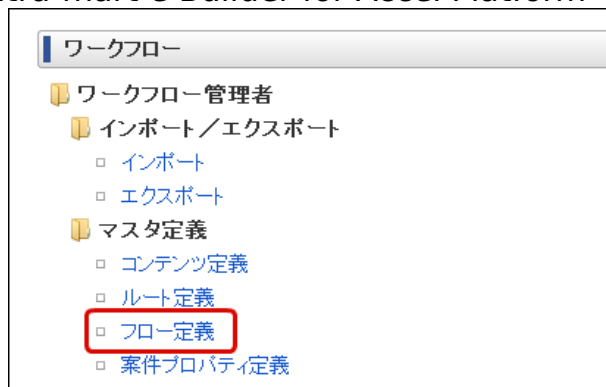 ワークフロー
ワークフロー管理者
インポート／エクスポート
インポート
エクスポート
マスタ定義
コンテンツ定義
ルート定義
フロー定義
案件プロパティ定義